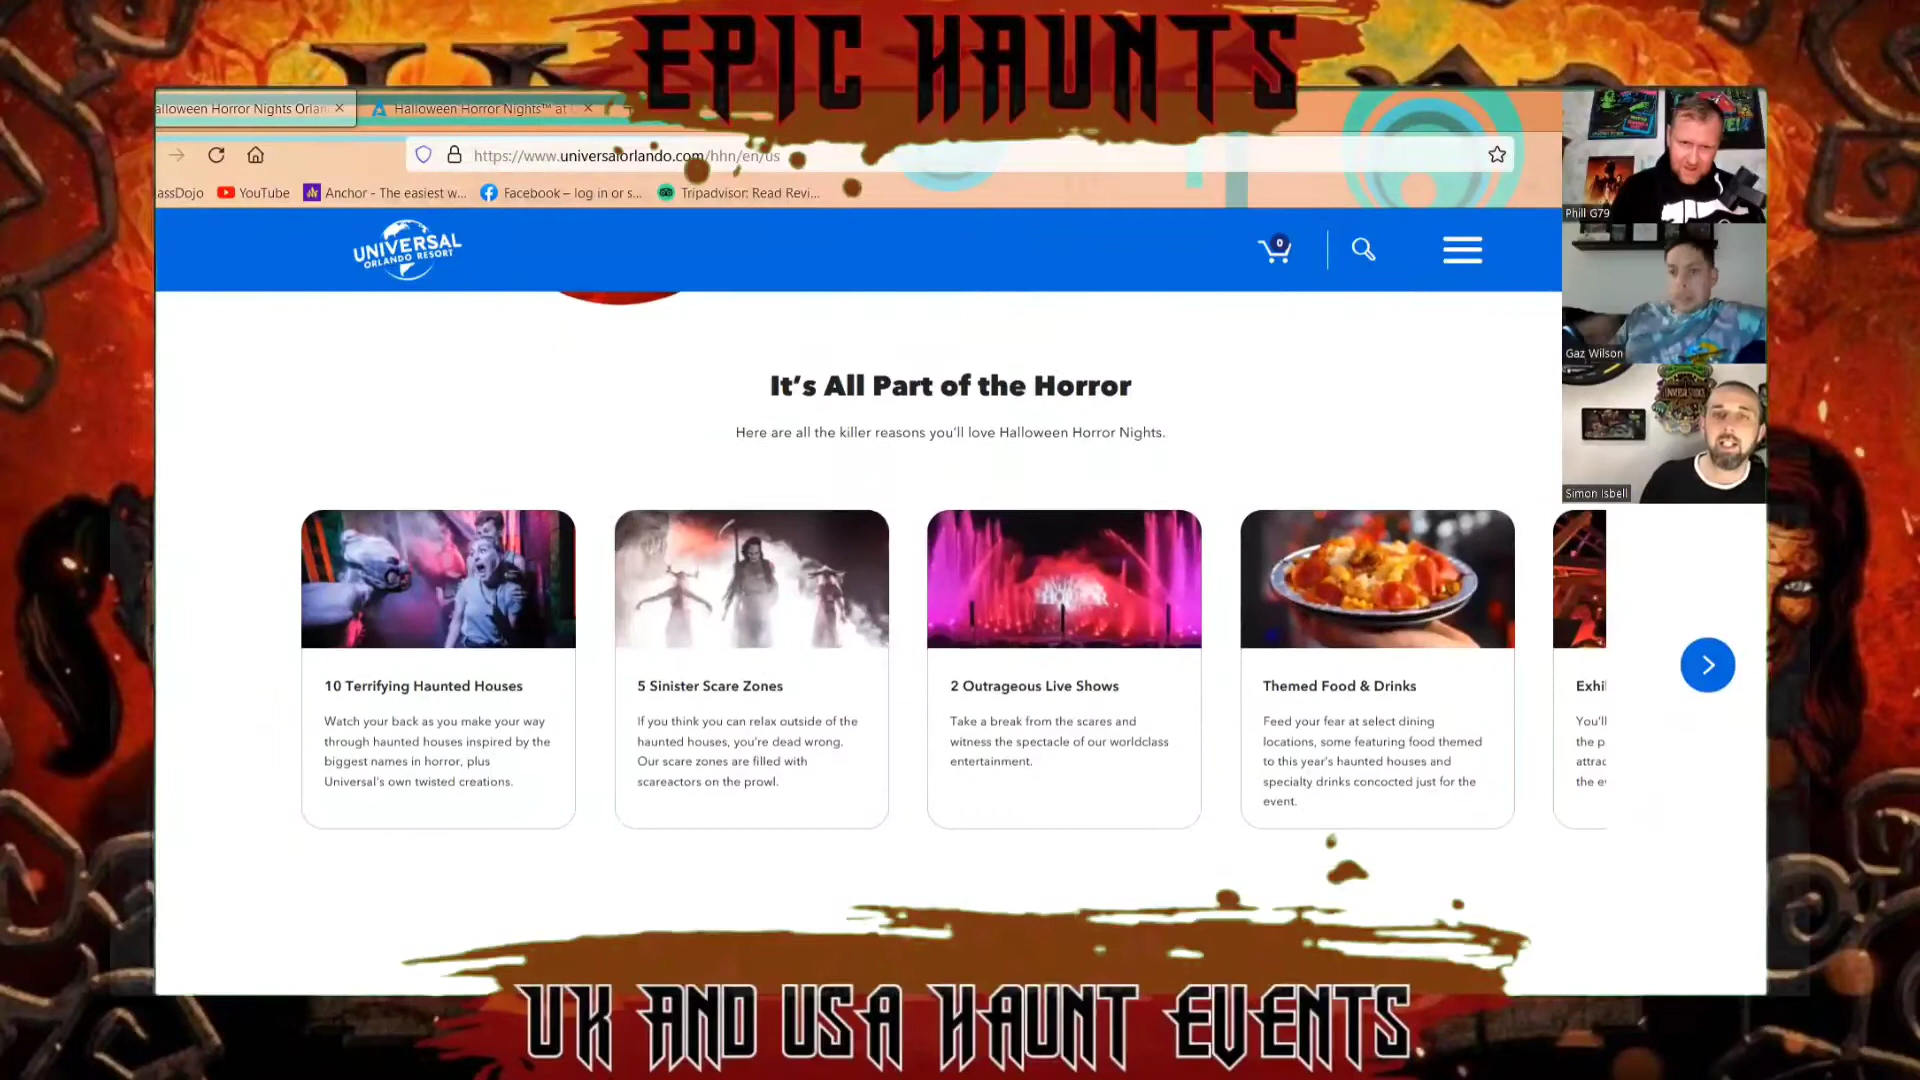 EPIC HAUNTS
alloween Horror Nights Orlan
Halloween Horror Nights™ at
https://www.universalorlando.com/hhn/en/us
assDojo
YouTube
Anchor - The easiest w...
Facebook – log in or s...
Tripadvisor: Read Revi...
UNIVERSAL
ORLANDO RESORT
0
Phill G79
Gaz Wilson
Simon Isbell
It's All Part of the Horror
Here are all the killer reasons you'll love Halloween Horror Nights.
10 Terrifying Haunted Houses
Watch your back as you make your way
through haunted houses inspired by the
biggest names in horror, plus
Universal's own twisted creations.
5 Sinister Scare Zones
If you think you can relax outside of the
haunted houses, you're dead wrong.
Our scare zones are filled with
scareactors on the prowl.
2 Outrageous Live Shows
Take a break from the scares and
witness the spectacle of our worldclass
entertainment.
Themed Food & Drinks
Feed your fear at select dining
locations, some featuring food themed
to this year's haunted houses and
specialty drinks concocted just for the
event.
Exhi
You'll
the p
attrac
the e
UK AND USA HAUNT EVENTS